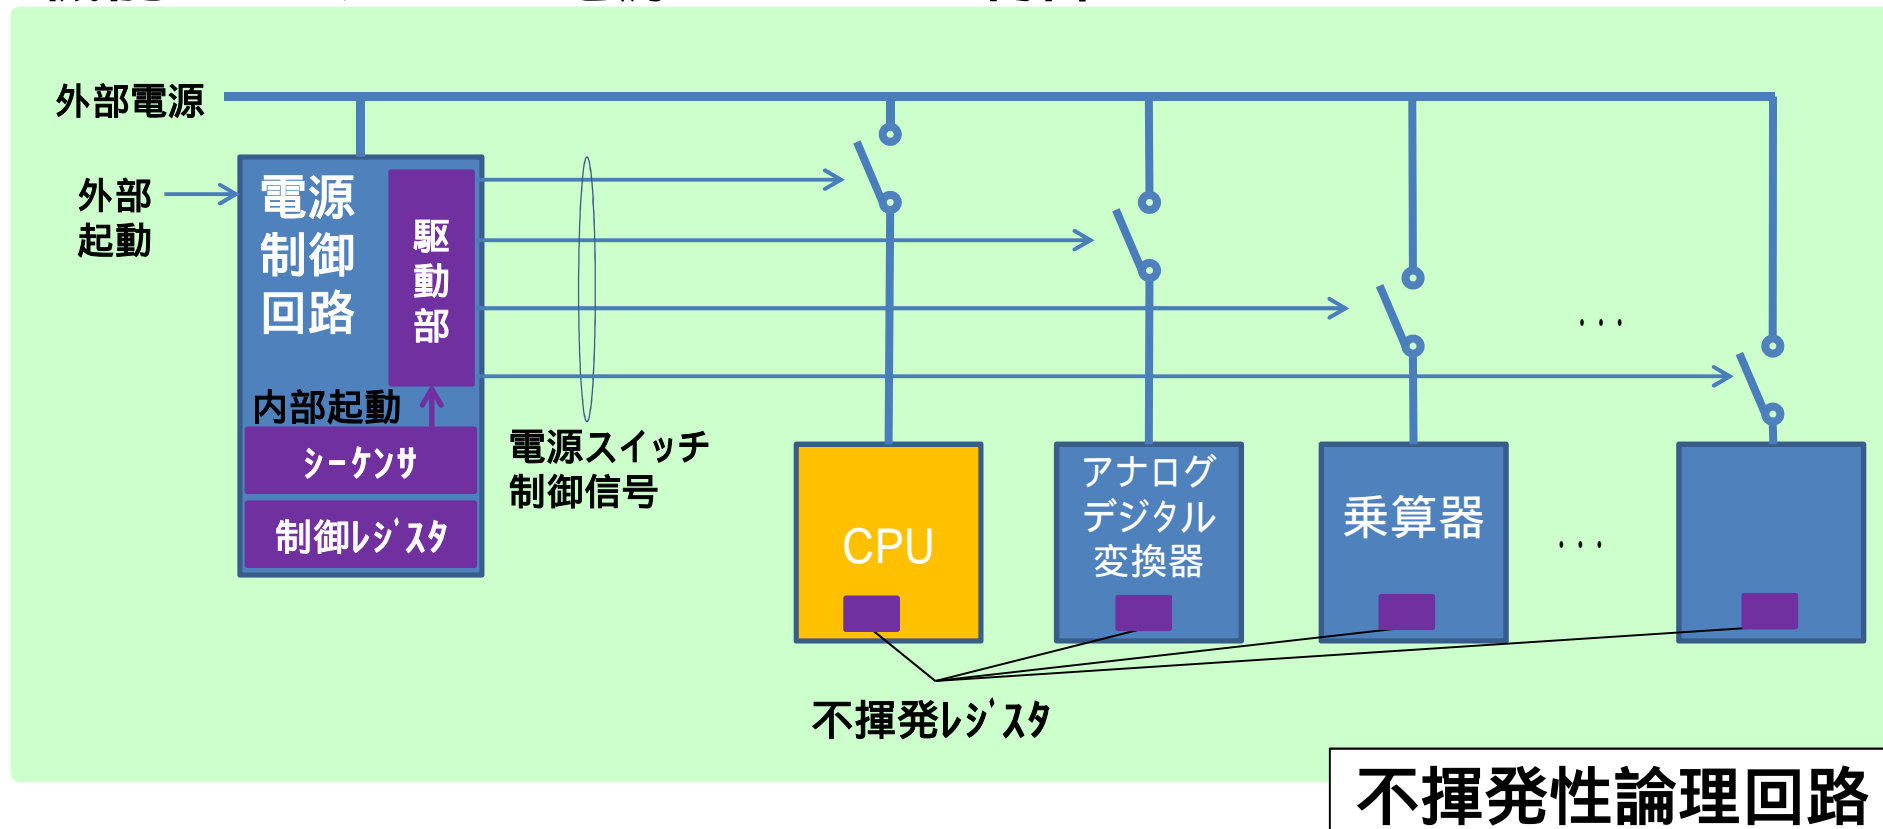 外部電源
外部
起動
電源
制御
回路
駆
動
部
内部起動
シーケンサ
制御レジスタ
電源スイッチ
制御信号
CPU
アナログ
デジタル
変換器
乗算器
・・・
・・・
不揮発レジスタ
不揮発性論理回路